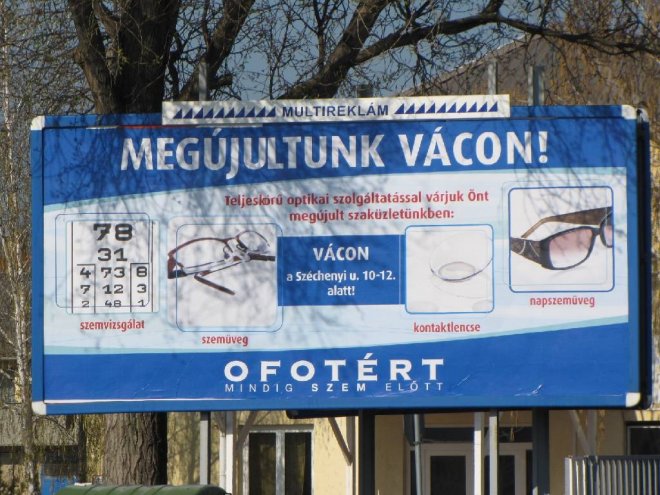 MULTIREKLÁM
MEGÚJULTUNK VÁCON!
Teljeskörű optikai szolgáltatással várjuk Önt
megújult szaküzletünkben:
78
31
4 73 8
7 12 3
2 48 1
szemvizsgálat
szemüveg
VÁCON
a Széchenyi u. 10-12.
alatt!
kontaktlencse
napszemüveg
OFOTÉRT
MINDIG SZEM ELŐTT